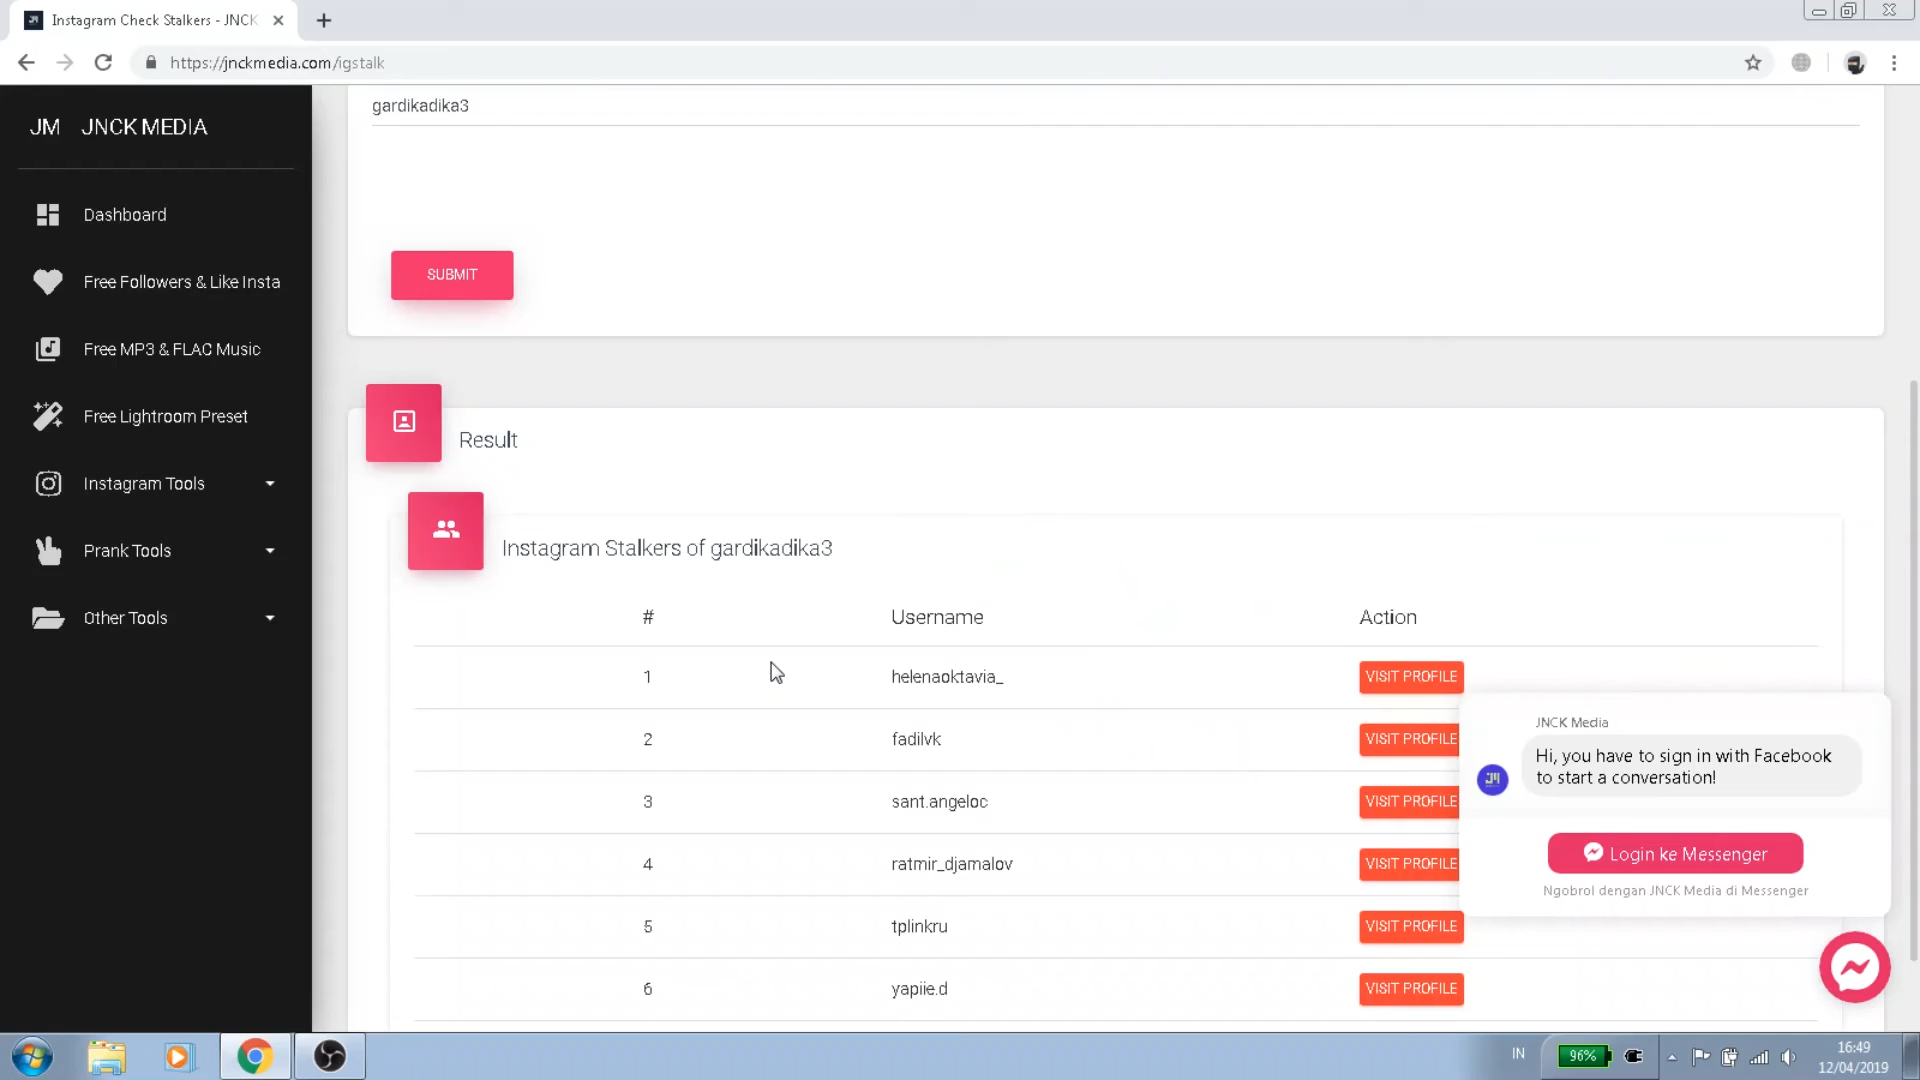 Instagram Check Stalkers - JNCK
https://jnckmedia.com/igstalk
JM JNCK MEDIA
Dashboard
Free Followers & Like Insta
Free MP3 & FLAC Music
Free Lightroom Preset
Instagram Tools
Prank Tools
Other Tools
gardikadika3
SUBMIT
Result
Instagram Stalkers of gardikadika3
# Username Action
1 helenaoktavia_ VISIT PROFILE
2 fadilvk VISIT PROFILE
3 sant.angeloc VISIT PROFILE
4 ratmir_djamalov VISIT PROFILE
5 tplinkru VISIT PROFILE
6 yapiie.d VISIT PROFILE
JNCK Media
Hi, you have to sign in with Facebook
to start a conversation!
Login ke Messenger
Ngobrol dengan JNCK Media di Messenger
IN
96%
16:49
12/04/2019